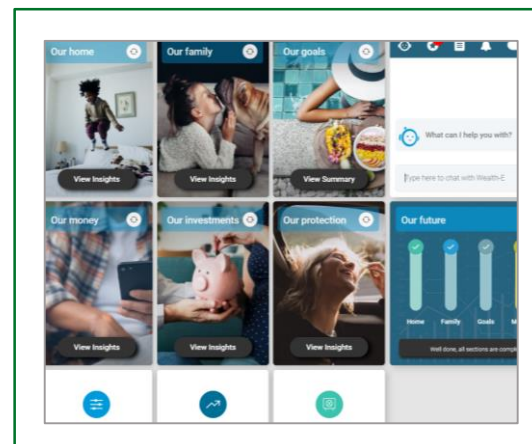 Our home
Our family
Our goals
What can I help you with?
View Insights
View Insights
View Summary
Type here to chat with Wealth-E
Our money
Our investments
Our protection
Our future
Home
Family
Goals
View Insights
View Insights
View Insights
Well done, all sections are